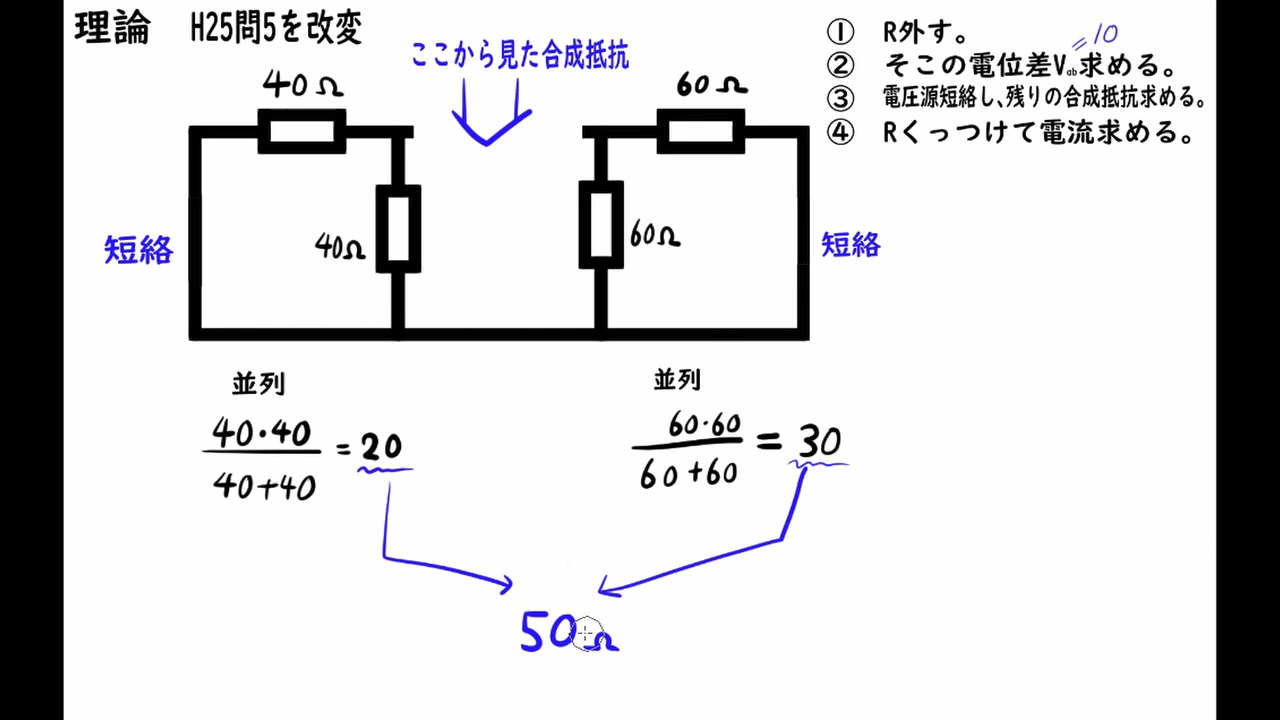 理論 H25問5を改変
① R外す。
② そこの電位差Vab求める。
=10
③ 電圧源短絡し、残りの合成抵抗求める。
④ Rくっつけて電流求める。
ここから見た合成抵抗
40Ω
60Ω
40Ω
60Ω
短絡
短絡
並列
40・40
40+40
=20
並列
60・60
60+60
=30
50Ω